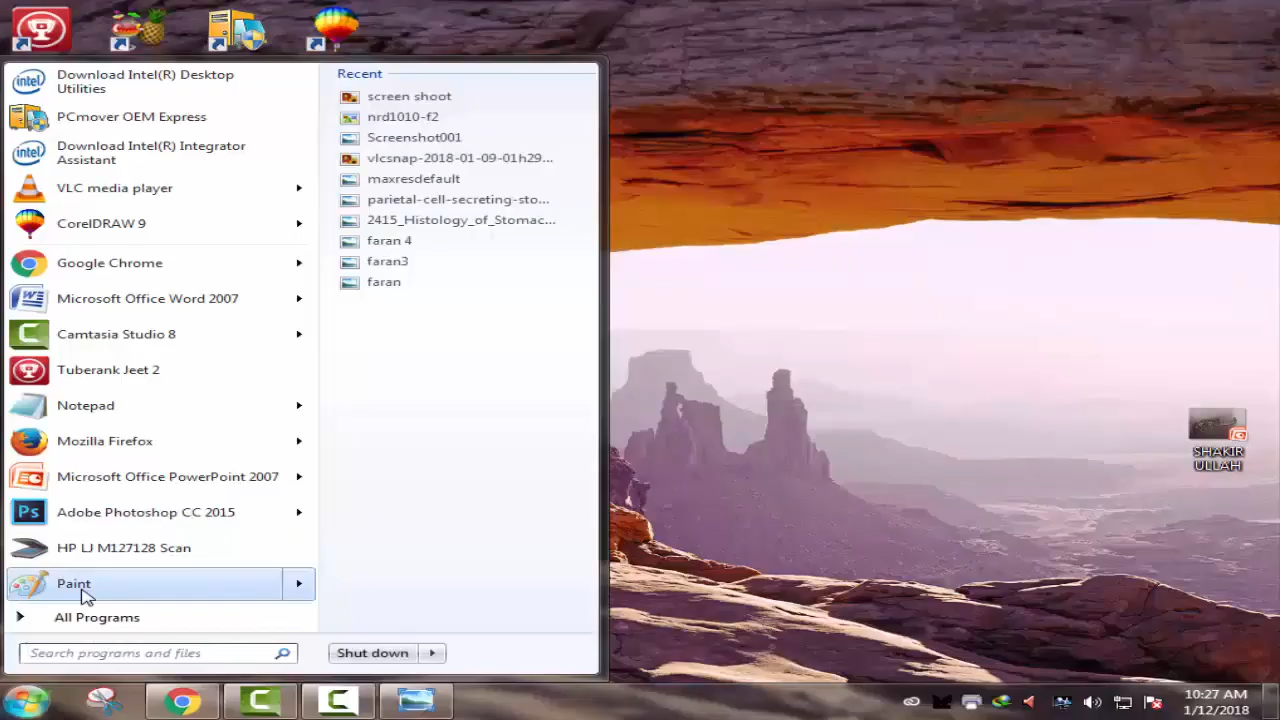 Download Intel(R) Desktop
Utilities
PCmover OEM Express
Download Intel(R) Integrator
Assistant
VLC media player
CorelDRAW 9
Google Chrome
Microsoft Office Word 2007
Camtasia Studio 8
Tuberank Jeet 2
Notepad
Mozilla Firefox
Microsoft Office PowerPoint 2007
Adobe Photoshop CC 2015
HP LJ M127128 Scan
Paint
All Programs
Search programs and files
Shut down
Recent
screen shoot
nrd1010-f2
Screenshot001
vlcsnap-2018-01-09-01h29...
maxresdefault
parietal-cell-secreting-sto...
2415_Histology_of_Stomac...
faran 4
faran3
faran
intel
intel
Ps
SHAKIR
ULLAH
10:27 AM
1/12/2018